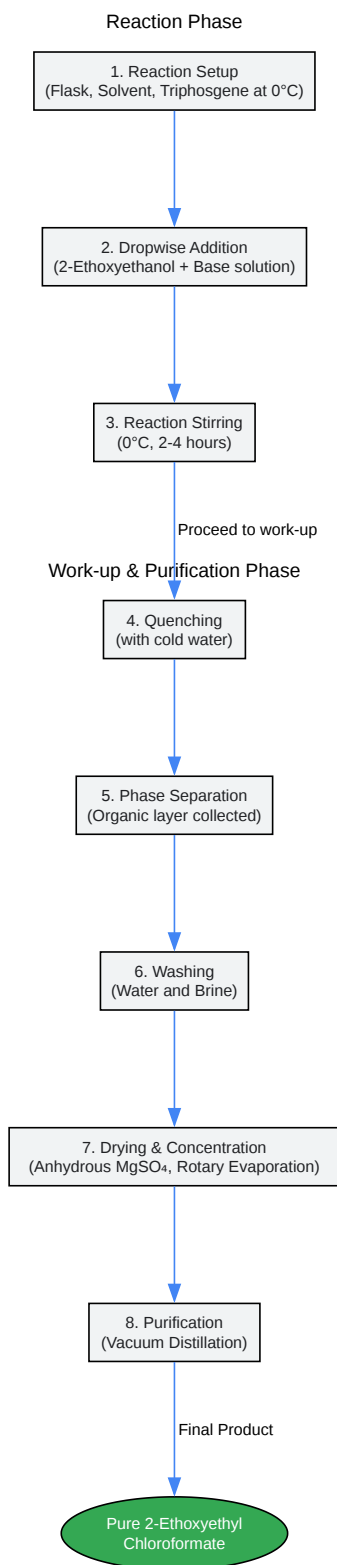 Reaction Phase
1. Reaction Setup
(Flask, Solvent, Triphosgene at 0°C)
2. Dropwise Addition
(2-Ethoxyethanol + Base solution)
3. Reaction Stirring
(0°C, 2-4 hours)
Proceed to work-up
Work-up & Purification Phase
4. Quenching
(with cold water)
5. Phase Separation
(Organic layer collected)
6. Washing
(Water and Brine)
7. Drying & Concentration
(Anhydrous MgSO₄, Rotary Evaporation)
8. Purification
(Vacuum Distillation)
Final Product
Pure 2-Ethoxyethyl
Chloroformate